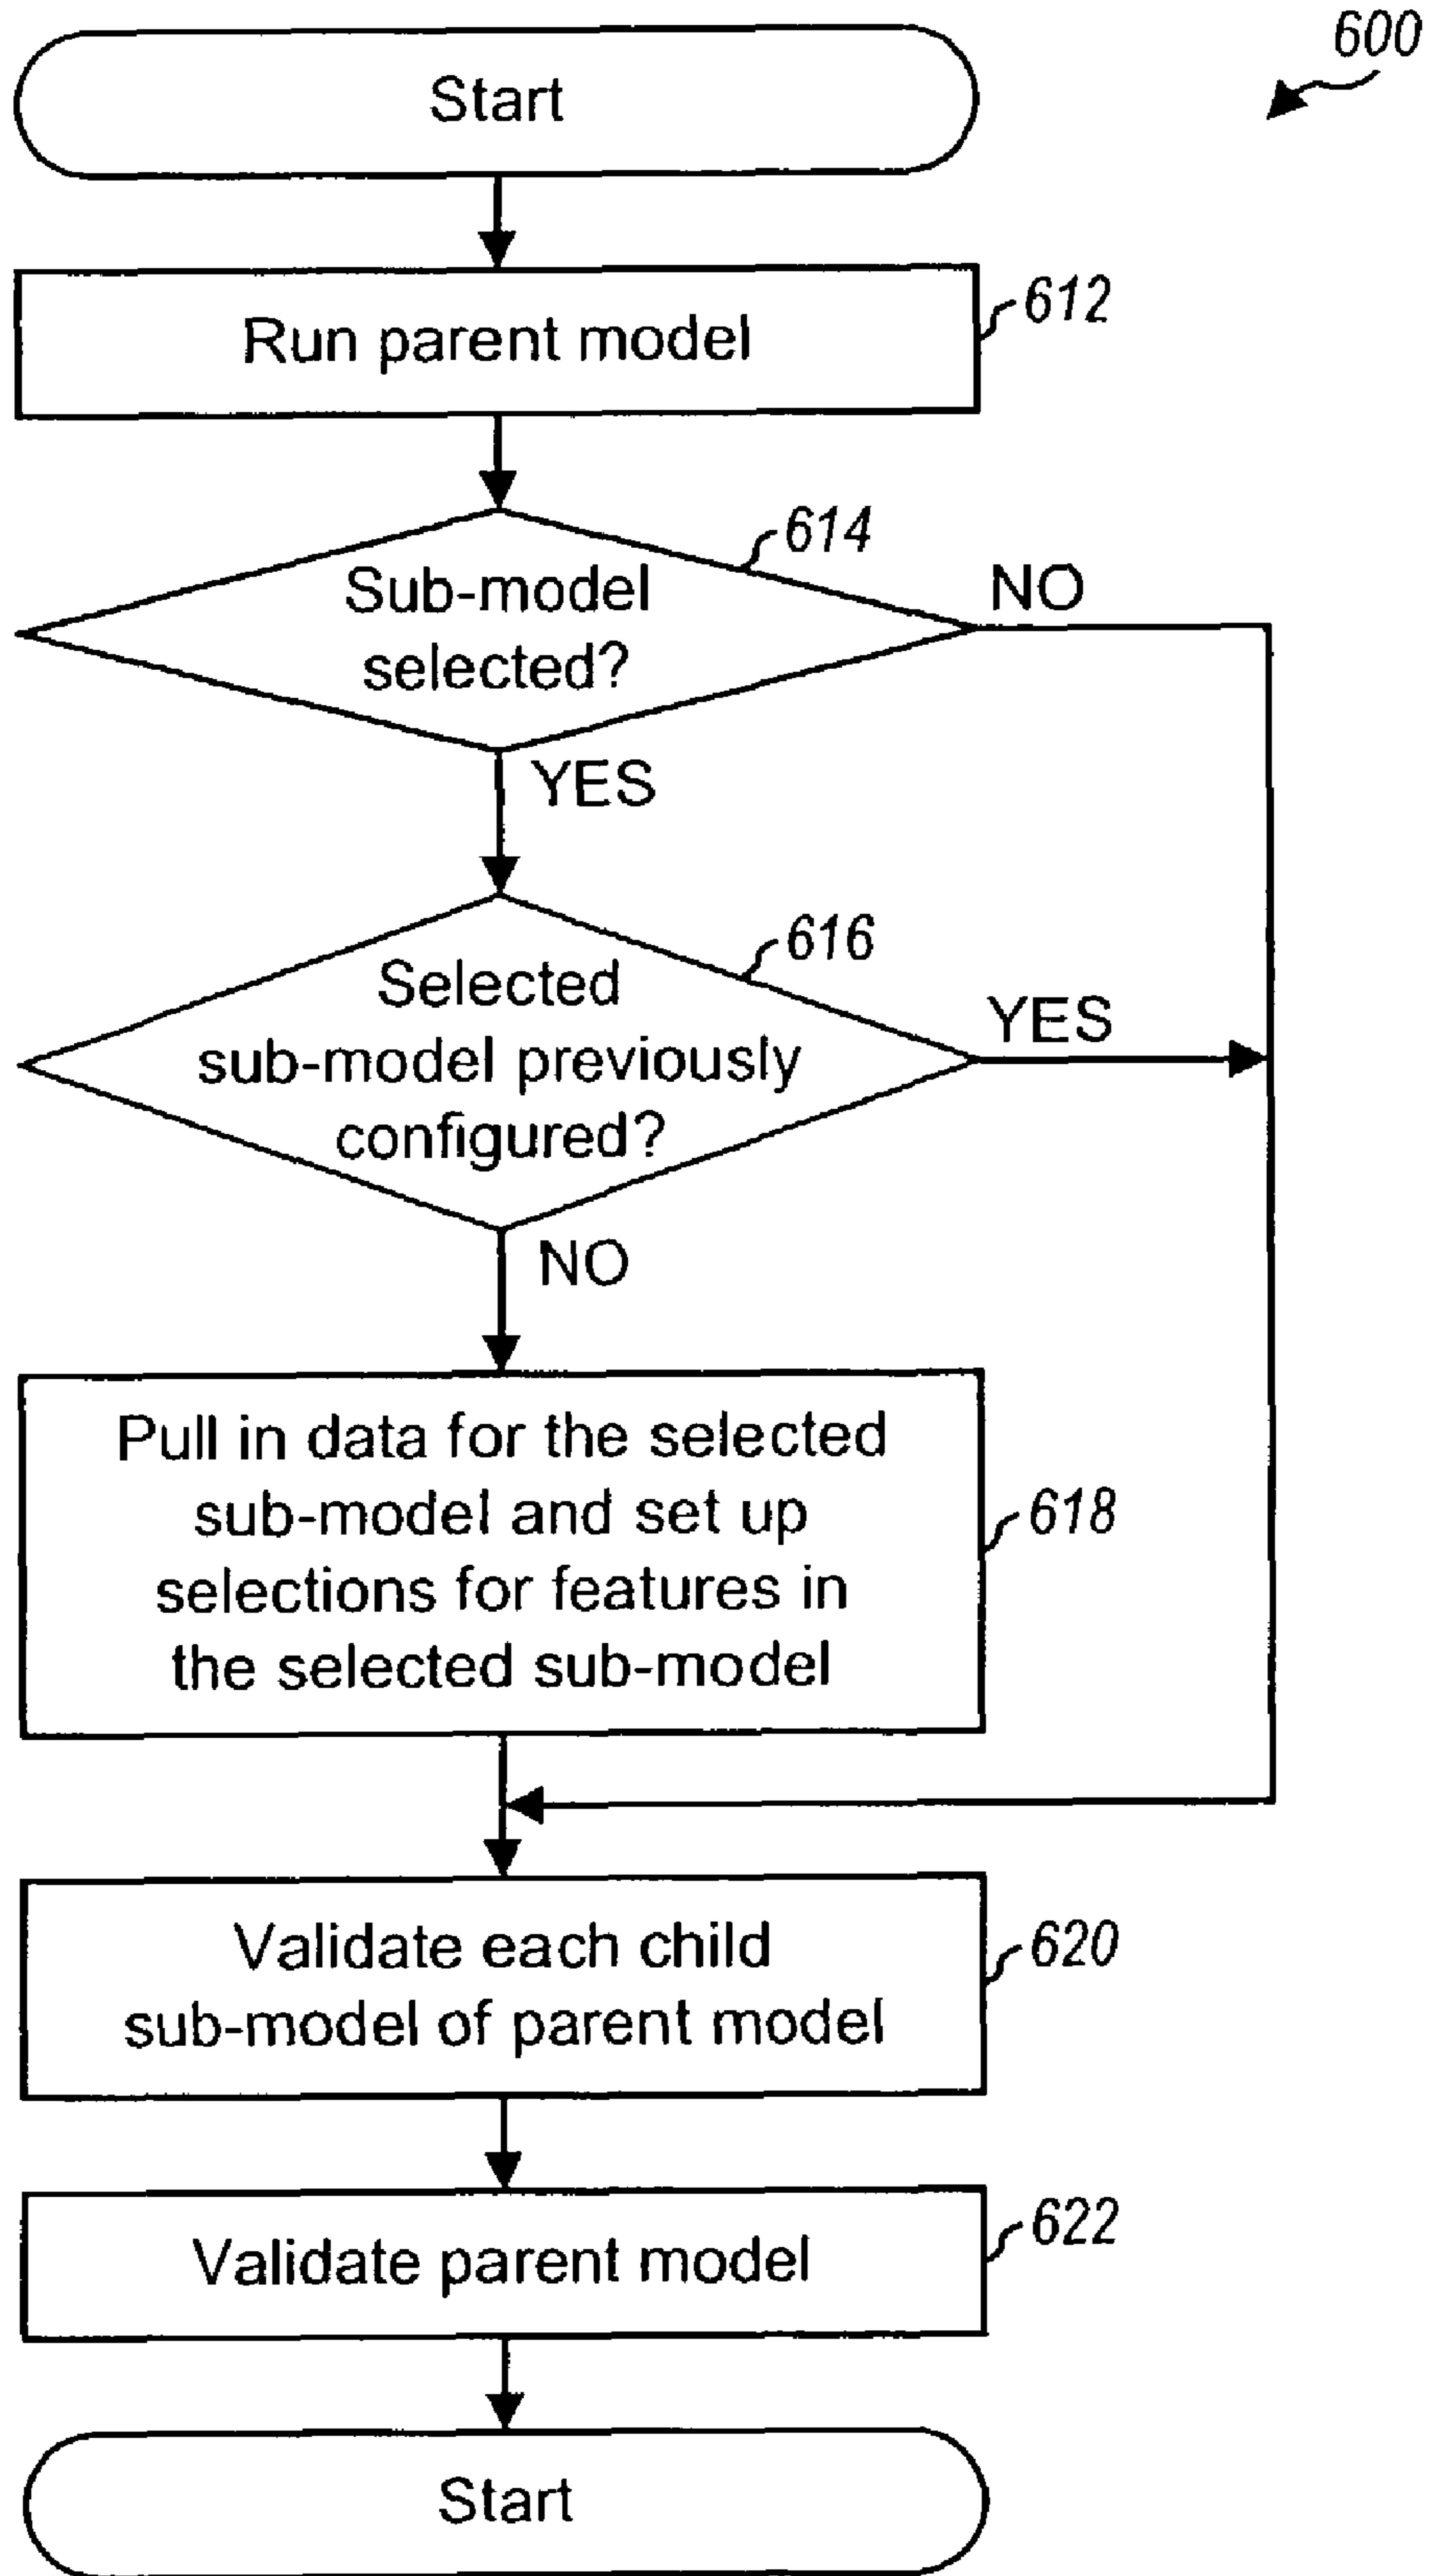 600
Start
Run parent model
612
614
Sub-model
selected?
NO
YES
616
Selected
sub-model previously
configured?
YES
NO
Pull in data for the selected
sub-model and set up
selections for features in
the selected sub-model
618
Validate each child
sub-model of parent model
620
Validate parent model
622
Start